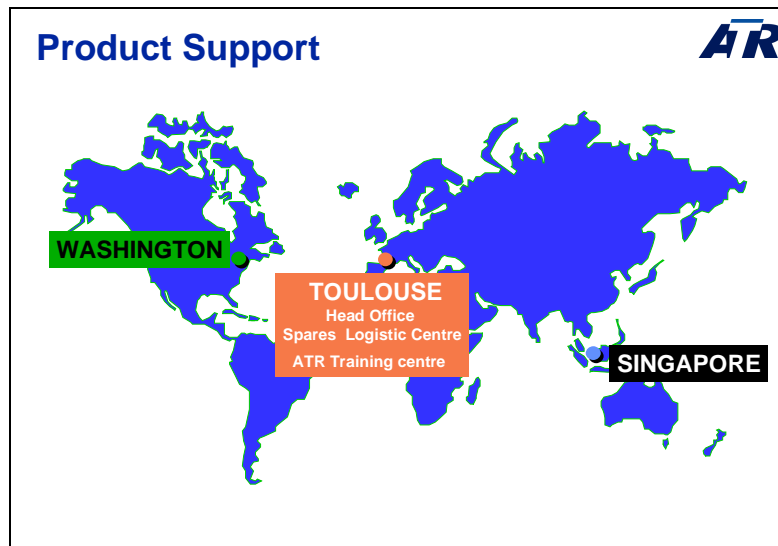 Product Support
ATR
WASHINGTON
TOULOUSE
Head Office
Spares Logistic Centre
ATR Training centre
SINGAPORE